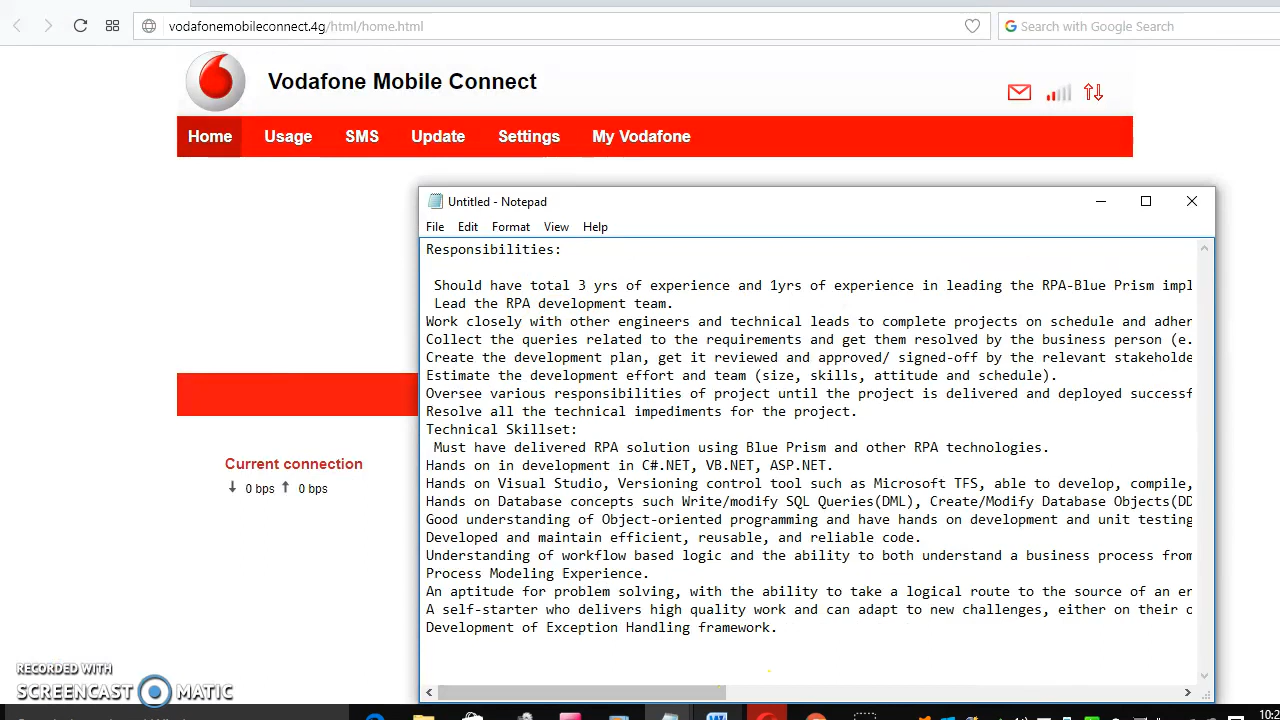 vodafonemobileconnect.4g/html/home.html
Search with Google Search
Vodafone Mobile Connect
Home Usage SMS Update Settings My Vodafone
Untitled - Notepad
File Edit Format View Help
Responsibilities:
Should have total 3 yrs of experience and 1yrs of experience in leading the RPA-Blue Prism impl
Lead the RPA development team.
Work closely with other engineers and technical leads to complete projects on schedule and adher
Collect the queries related to the requirements and get them resolved by the business person (e.
Create the development plan, get it reviewed and approved/ signed-off by the relevant stakeholde
Estimate the development effort and team (size, skills, attitude and schedule).
Oversee various responsibilities of project until the project is delivered and deployed successf
Resolve all the technical impediments for the project.
Technical Skillset:
Must have delivered RPA solution using Blue Prism and other RPA technologies.
Hands on in development in C#.NET, VB.NET, ASP.NET.
Hands on Visual Studio, Versioning control tool such as Microsoft TFS, able to develop, compile,
Hands on Database concepts such Write/modify SQL Queries(DML), Create/Modify Database Objects(DD
Good understanding of Object-oriented programming and have hands on development and unit testing
Developed and maintain efficient, reusable, and reliable code.
Understanding of workflow based logic and the ability to both understand a business process from
Process Modeling Experience.
An aptitude for problem solving, with the ability to take a logical route to the source of an er
A self-starter who delivers high quality work and can adapt to new challenges, either on their o
Development of Exception Handling framework.
Current connection
0 bps 0 bps
RECORDED WITH
SCREENCAST MATIC
10:2